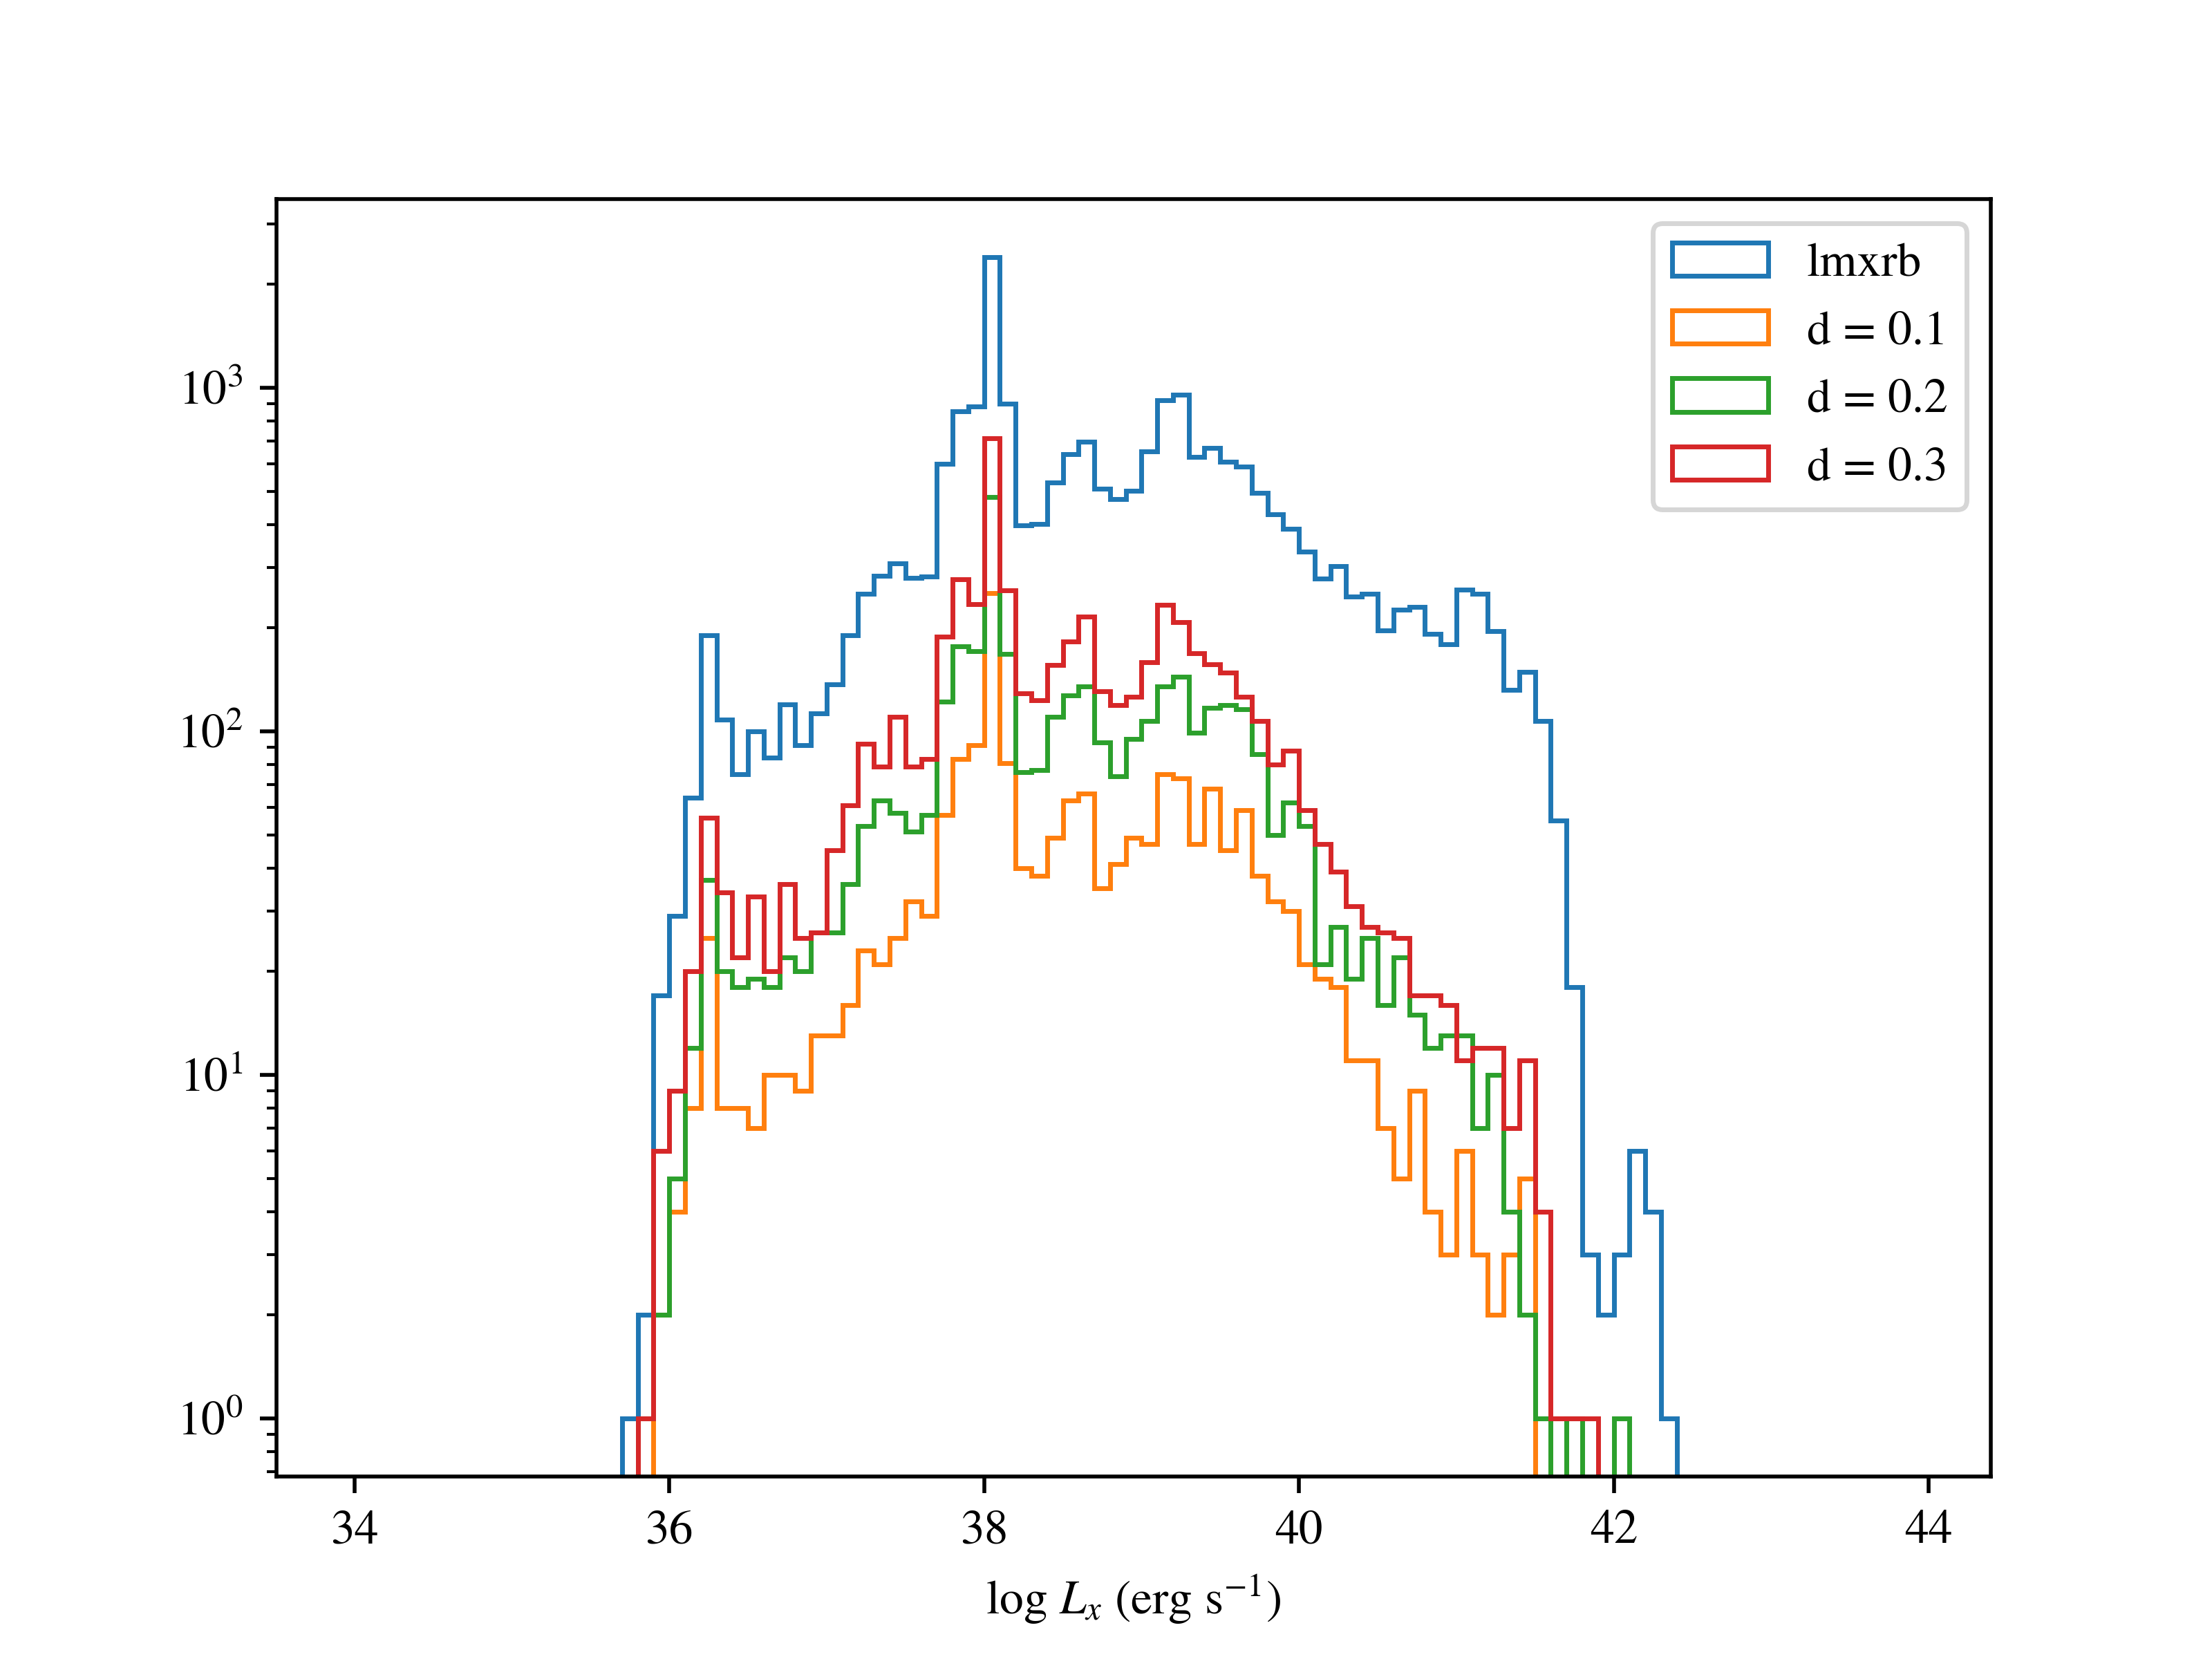 lmxrb
d = 0.1
d = 0.2
d = 0.3
10³
10²
10¹
10⁰
34 36 38 40 42 44
log Lₓ (erg s⁻¹)